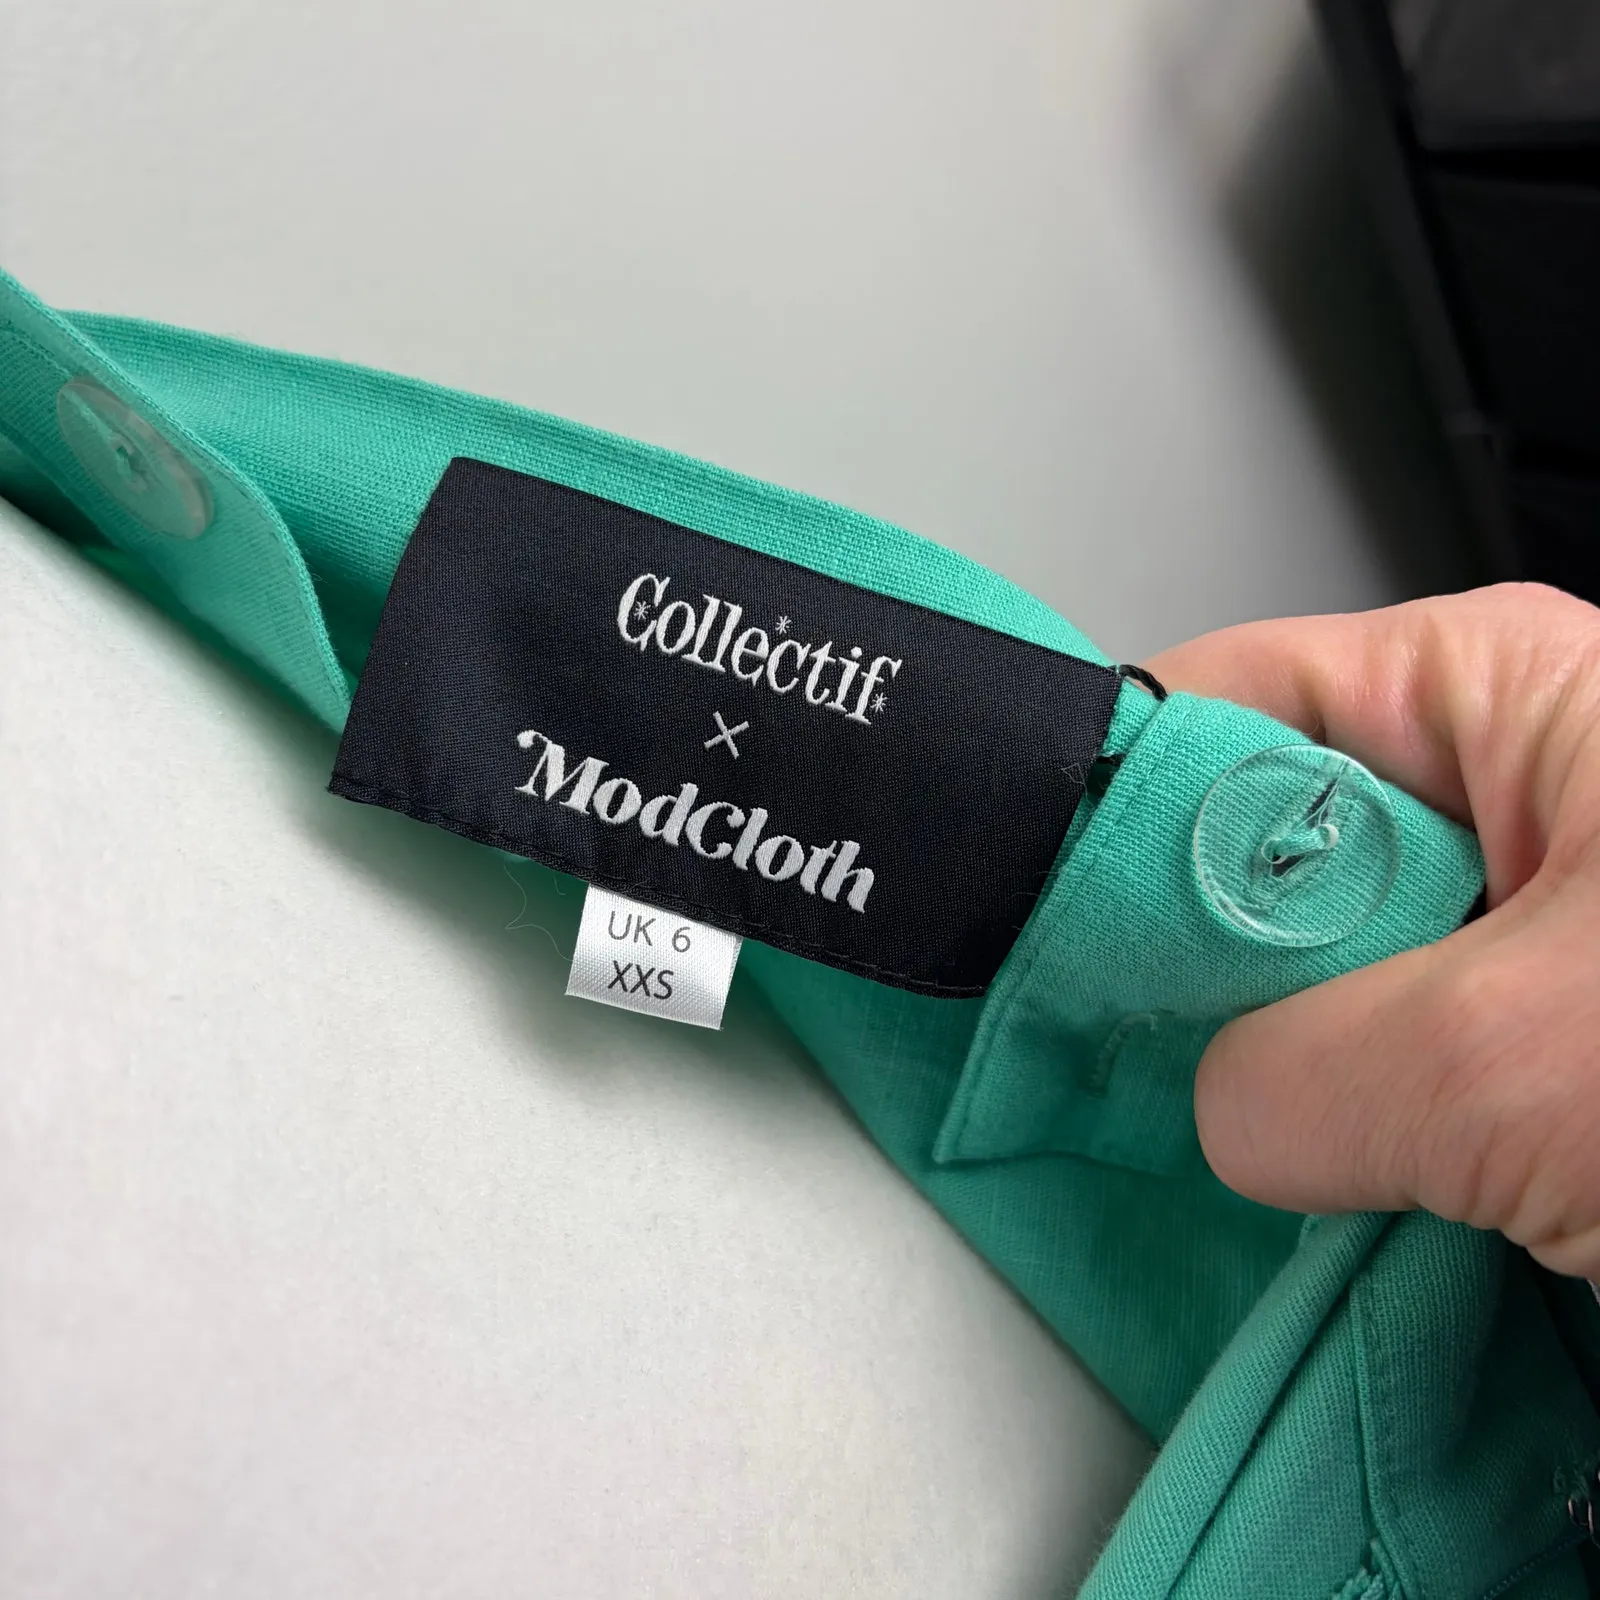 Collectif
×
ModCloth
UK 6
XXS